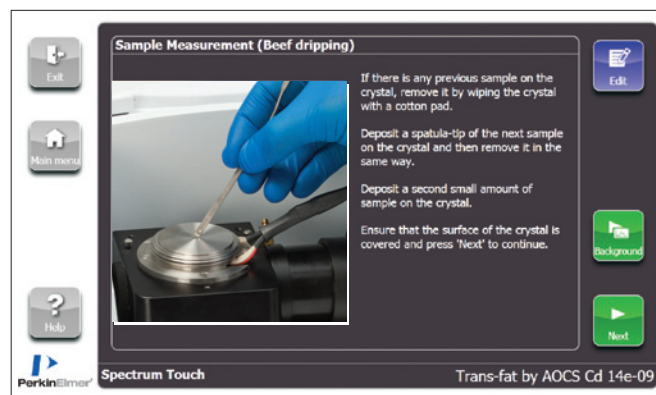 Exit
Main menu
Help
PerkinElmer
Sample Measurement (Beef dripping)
If there is any previous sample on the
crystal, remove it by wiping the crystal
with a cotton pad.
Deposit a spatula-tip of the next sample
on the crystal and then remove it in the
same way.
Deposit a second small amount of
sample on the crystal.
Ensure that the surface of the crystal is
covered and press 'Next' to continue.
Edit
Background
Next
Spectrum Touch
Trans-fat by AOCS Cd 14e-09